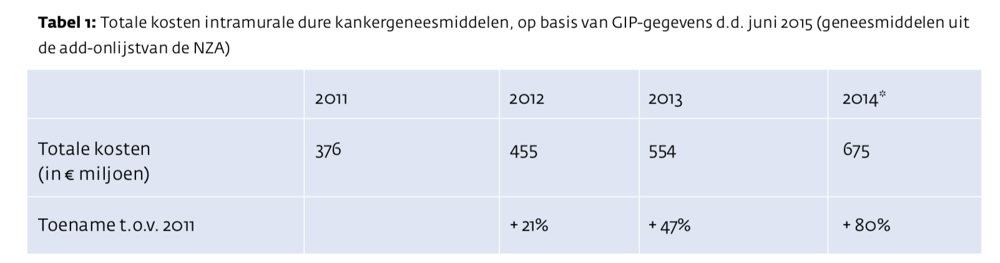 Tabel 1: Totale kosten intramurale dure kankergeneesmiddelen, op basis van GIP-gegevens d.d. juni 2015 (geneesmiddelen uit
de add-onlijstvan de NZA)
2011 2012 2013 2014*
Totale kosten
(in € miljoen) 376 455 554 675
Toename t.o.v. 2011 + 21% + 47% + 80%